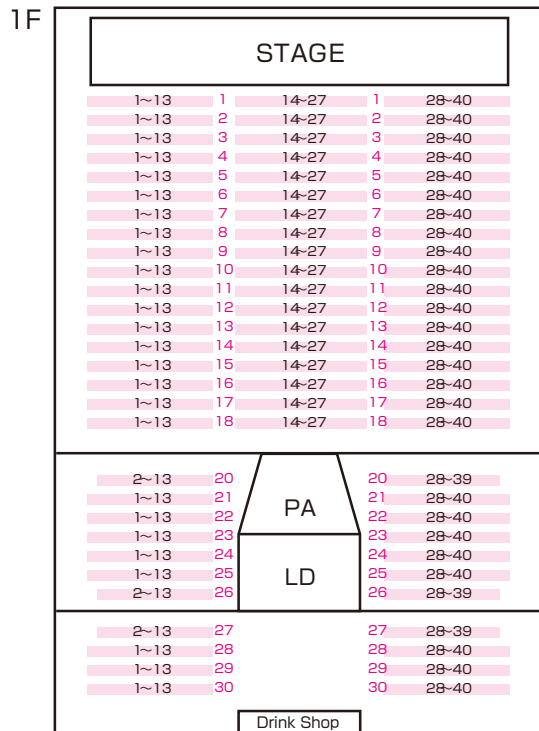 1F
STAGE
1~13 1 14~27 1 28~40
1~13 2 14~27 2 28~40
1~13 3 14~27 3 28~40
1~13 4 14~27 4 28~40
1~13 5 14~27 5 28~40
1~13 6 14~27 6 28~40
1~13 7 14~27 7 28~40
1~13 8 14~27 8 28~40
1~13 9 14~27 9 28~40
1~13 10 14~27 10 28~40
1~13 11 14~27 11 28~40
1~13 12 14~27 12 28~40
1~13 13 14~27 13 28~40
1~13 14 14~27 14 28~40
1~13 15 14~27 15 28~40
1~13 16 14~27 16 28~40
1~13 17 14~27 17 28~40
1~13 18 14~27 18 28~40
2~13 20 20 28~39
1~13 21 21 28~40
PA
1~13 22 22 28~40
1~13 23 23 28~40
1~13 24 24 28~40
LD
1~13 25 25 28~40
2~13 26 26 28~39
2~13 27 27 28~39
1~13 28 28 28~40
1~13 29 29 28~40
1~13 30 30 28~40
Drink Shop